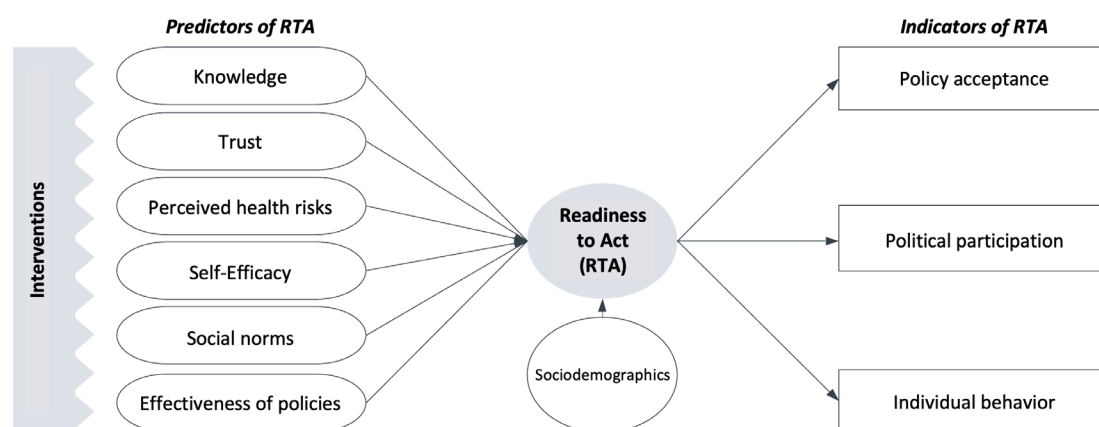 Predictors of RTA
Indicators of RTA
Interventions
Knowledge
Trust
Perceived health risks
Self-Efficacy
Social norms
Effectiveness of policies
Readiness
to Act
(RTA)
Sociodemographics
Policy acceptance
Political participation
Individual behavior